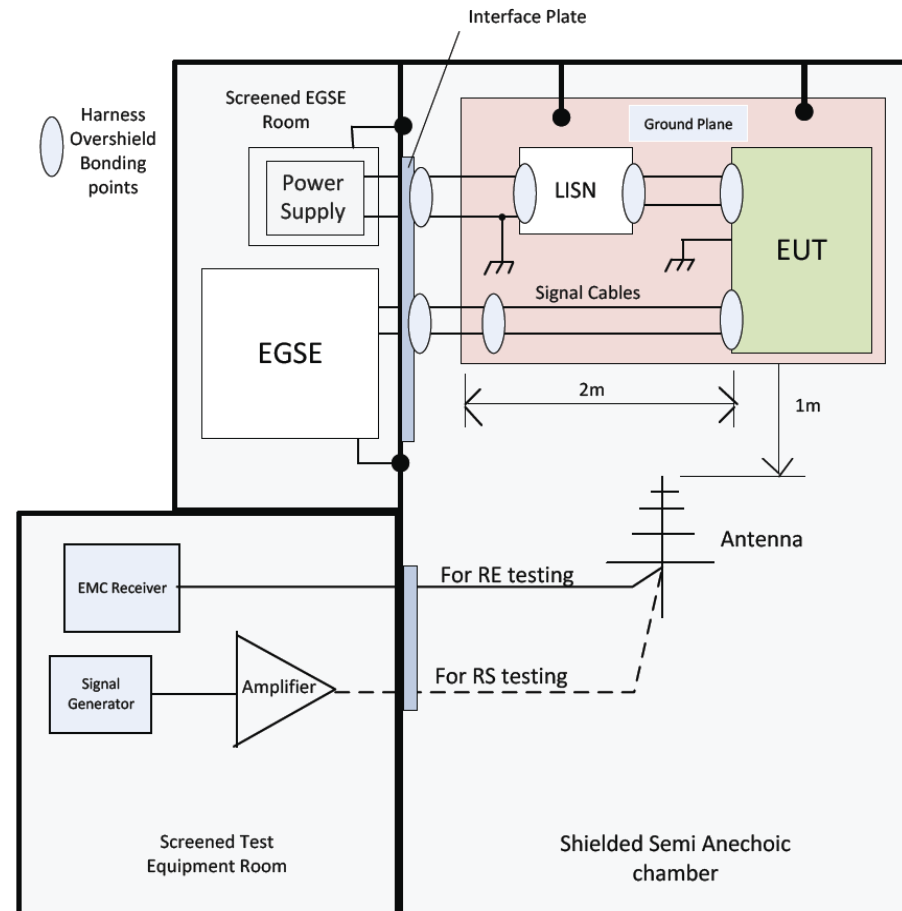 Interface Plate
Harness
Overshield
Bonding
points
Screened EGSE
Room
Ground Plane
Power
Supply
LISN
EUT
Signal Cables
EGSE
2m
1m
Antenna
EMC Receiver
For RE testing
Signal
Generator
Amplifier
For RS testing
Screened Test
Equipment Room
Shielded Semi Anechoic
chamber